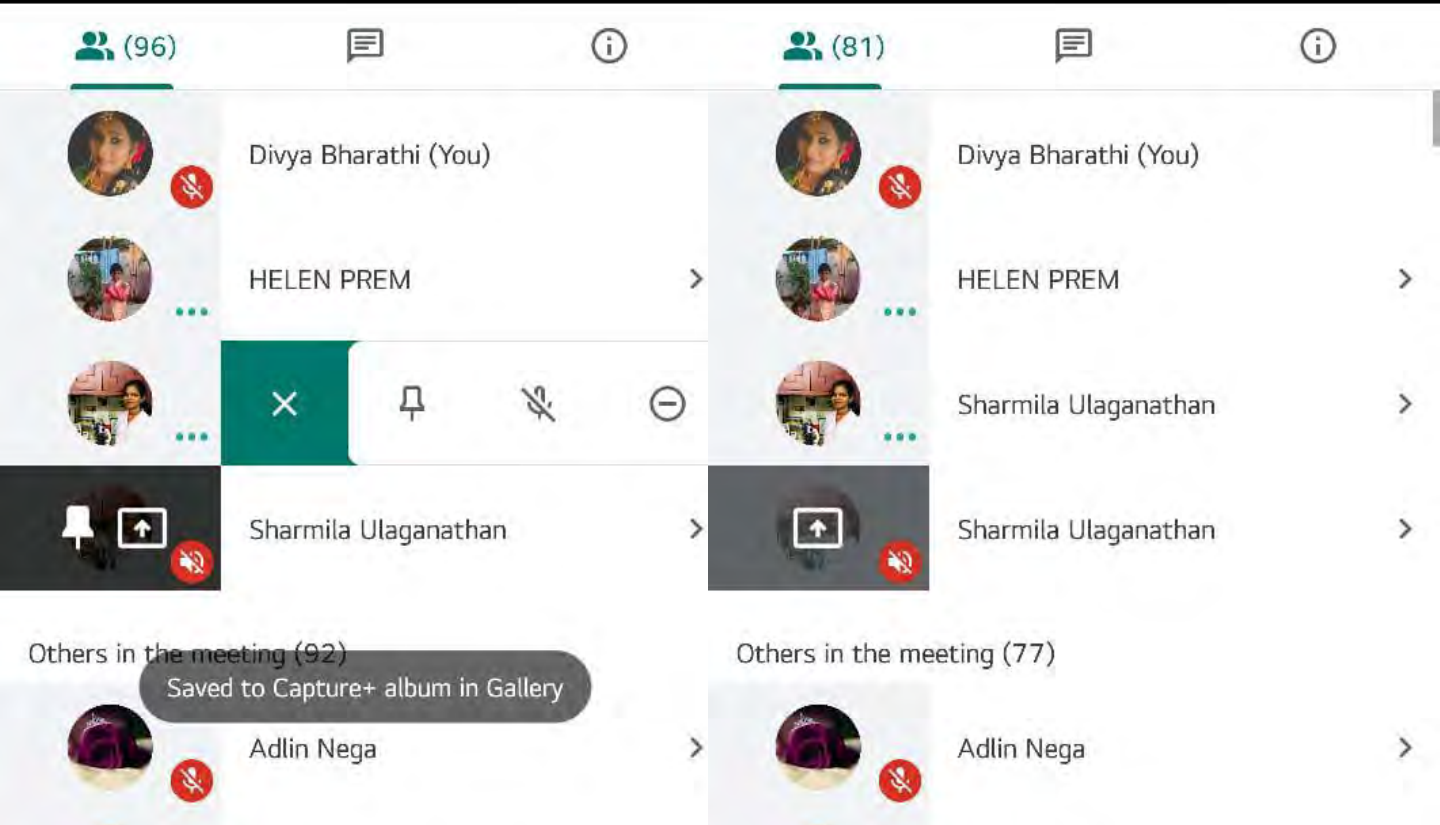 (96)
Divya Bharathi (You)
HELEN PREM
Sharmila Ulaganathan
Others in the meeting (92)
Saved to Capture+ album in Gallery
Adlin Nega
(81)
Divya Bharathi (You)
HELEN PREM
Sharmila Ulaganathan
Sharmila Ulaganathan
Others in the meeting (77)
Adlin Nega